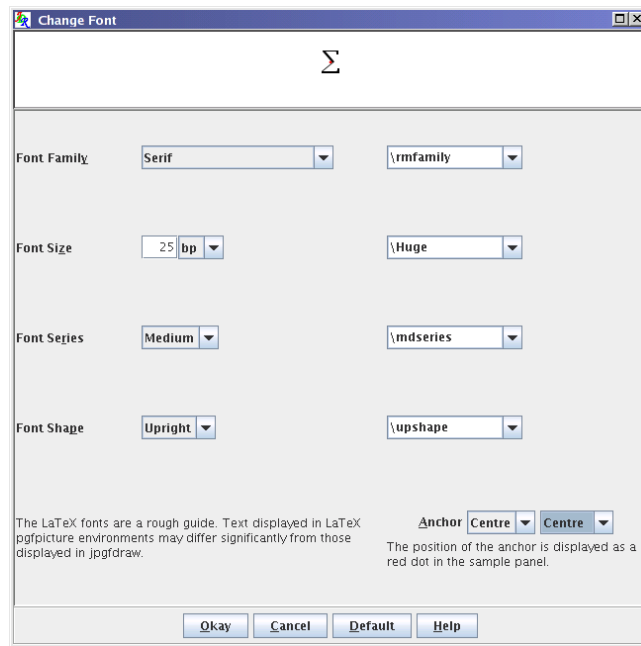 Change Font
Σ
Font Family Serif \rmfamily
Font Size 25 bp \Huge
Font Series Medium \mdseries
Font Shape Upright \upshape
Anchor Centre Centre
The LaTeX fonts are a rough guide. Text displayed in LaTeX
pgfpicture environments may differ significantly from those
displayed in jpgfdraw.
The position of the anchor is displayed as a
red dot in the sample panel.
Okay Cancel Default Help